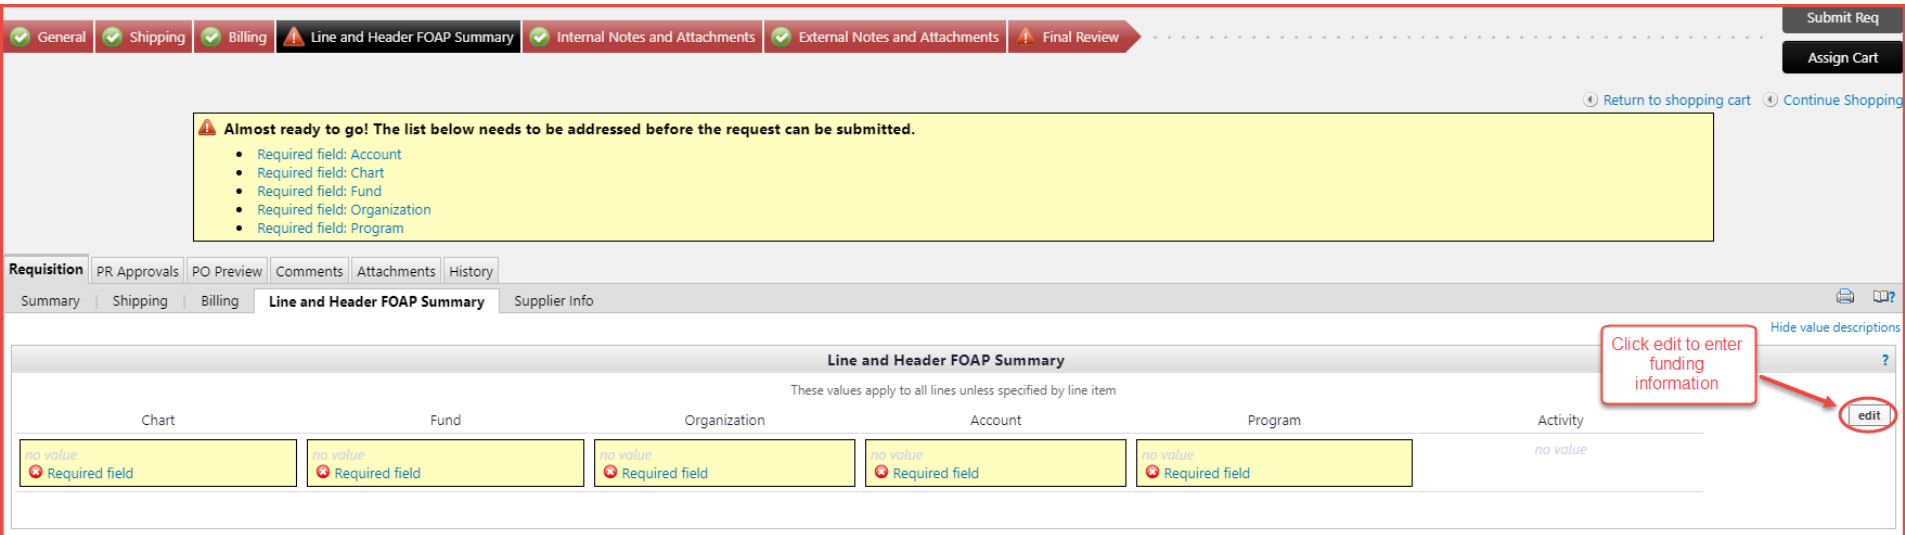 Submit Req
General Shipping Billing Line and Header FOAP Summary Internal Notes and Attachments External Notes and Attachments Final Review
Assign Cart
Return to shopping cart Continue Shopping
Almost ready to go! The list below needs to be addressed before the request can be submitted.
Required field: Account
Required field: Chart
Required field: Fund
Required field: Organization
Required field: Program
Requisition PR Approvals PO Preview Comments Attachments History
Summary Shipping Billing Line and Header FOAP Summary Supplier Info
Hide value descriptions
Click edit to enter
funding
information
Line and Header FOAP Summary ?
These values apply to all lines unless specified by line item
edit
Chart Fund Organization Account Program Activity
no value no value no value no value no value no value
Required field Required field Required field Required field Required field